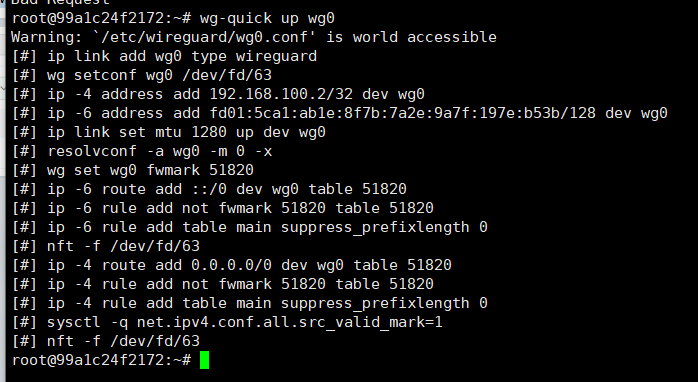 Bad Request
root@99a1c24f2172:~# wg-quick up wg0
Warning: `/etc/wireguard/wg0.conf' is world accessible
[#] ip link add wg0 type wireguard
[#] wg setconf wg0 /dev/fd/63
[#] ip -4 address add 192.168.100.2/32 dev wg0
[#] ip -6 address add fd01:5ca1:ab1e:8f7b:7a2e:9a7f:197e:b53b/128 dev wg0
[#] ip link set mtu 1280 up dev wg0
[#] resolvconf -a wg0 -m 0 -x
[#] wg set wg0 fwmark 51820
[#] ip -6 route add ::/0 dev wg0 table 51820
[#] ip -6 rule add not fwmark 51820 table 51820
[#] ip -6 rule add table main suppress_prefixlength 0
[#] nft -f /dev/fd/63
[#] ip -4 route add 0.0.0.0/0 dev wg0 table 51820
[#] ip -4 rule add not fwmark 51820 table 51820
[#] ip -4 rule add table main suppress_prefixlength 0
[#] sysctl -q net.ipv4.conf.all.src_valid_mark=1
[#] nft -f /dev/fd/63
root@99a1c24f2172:~#